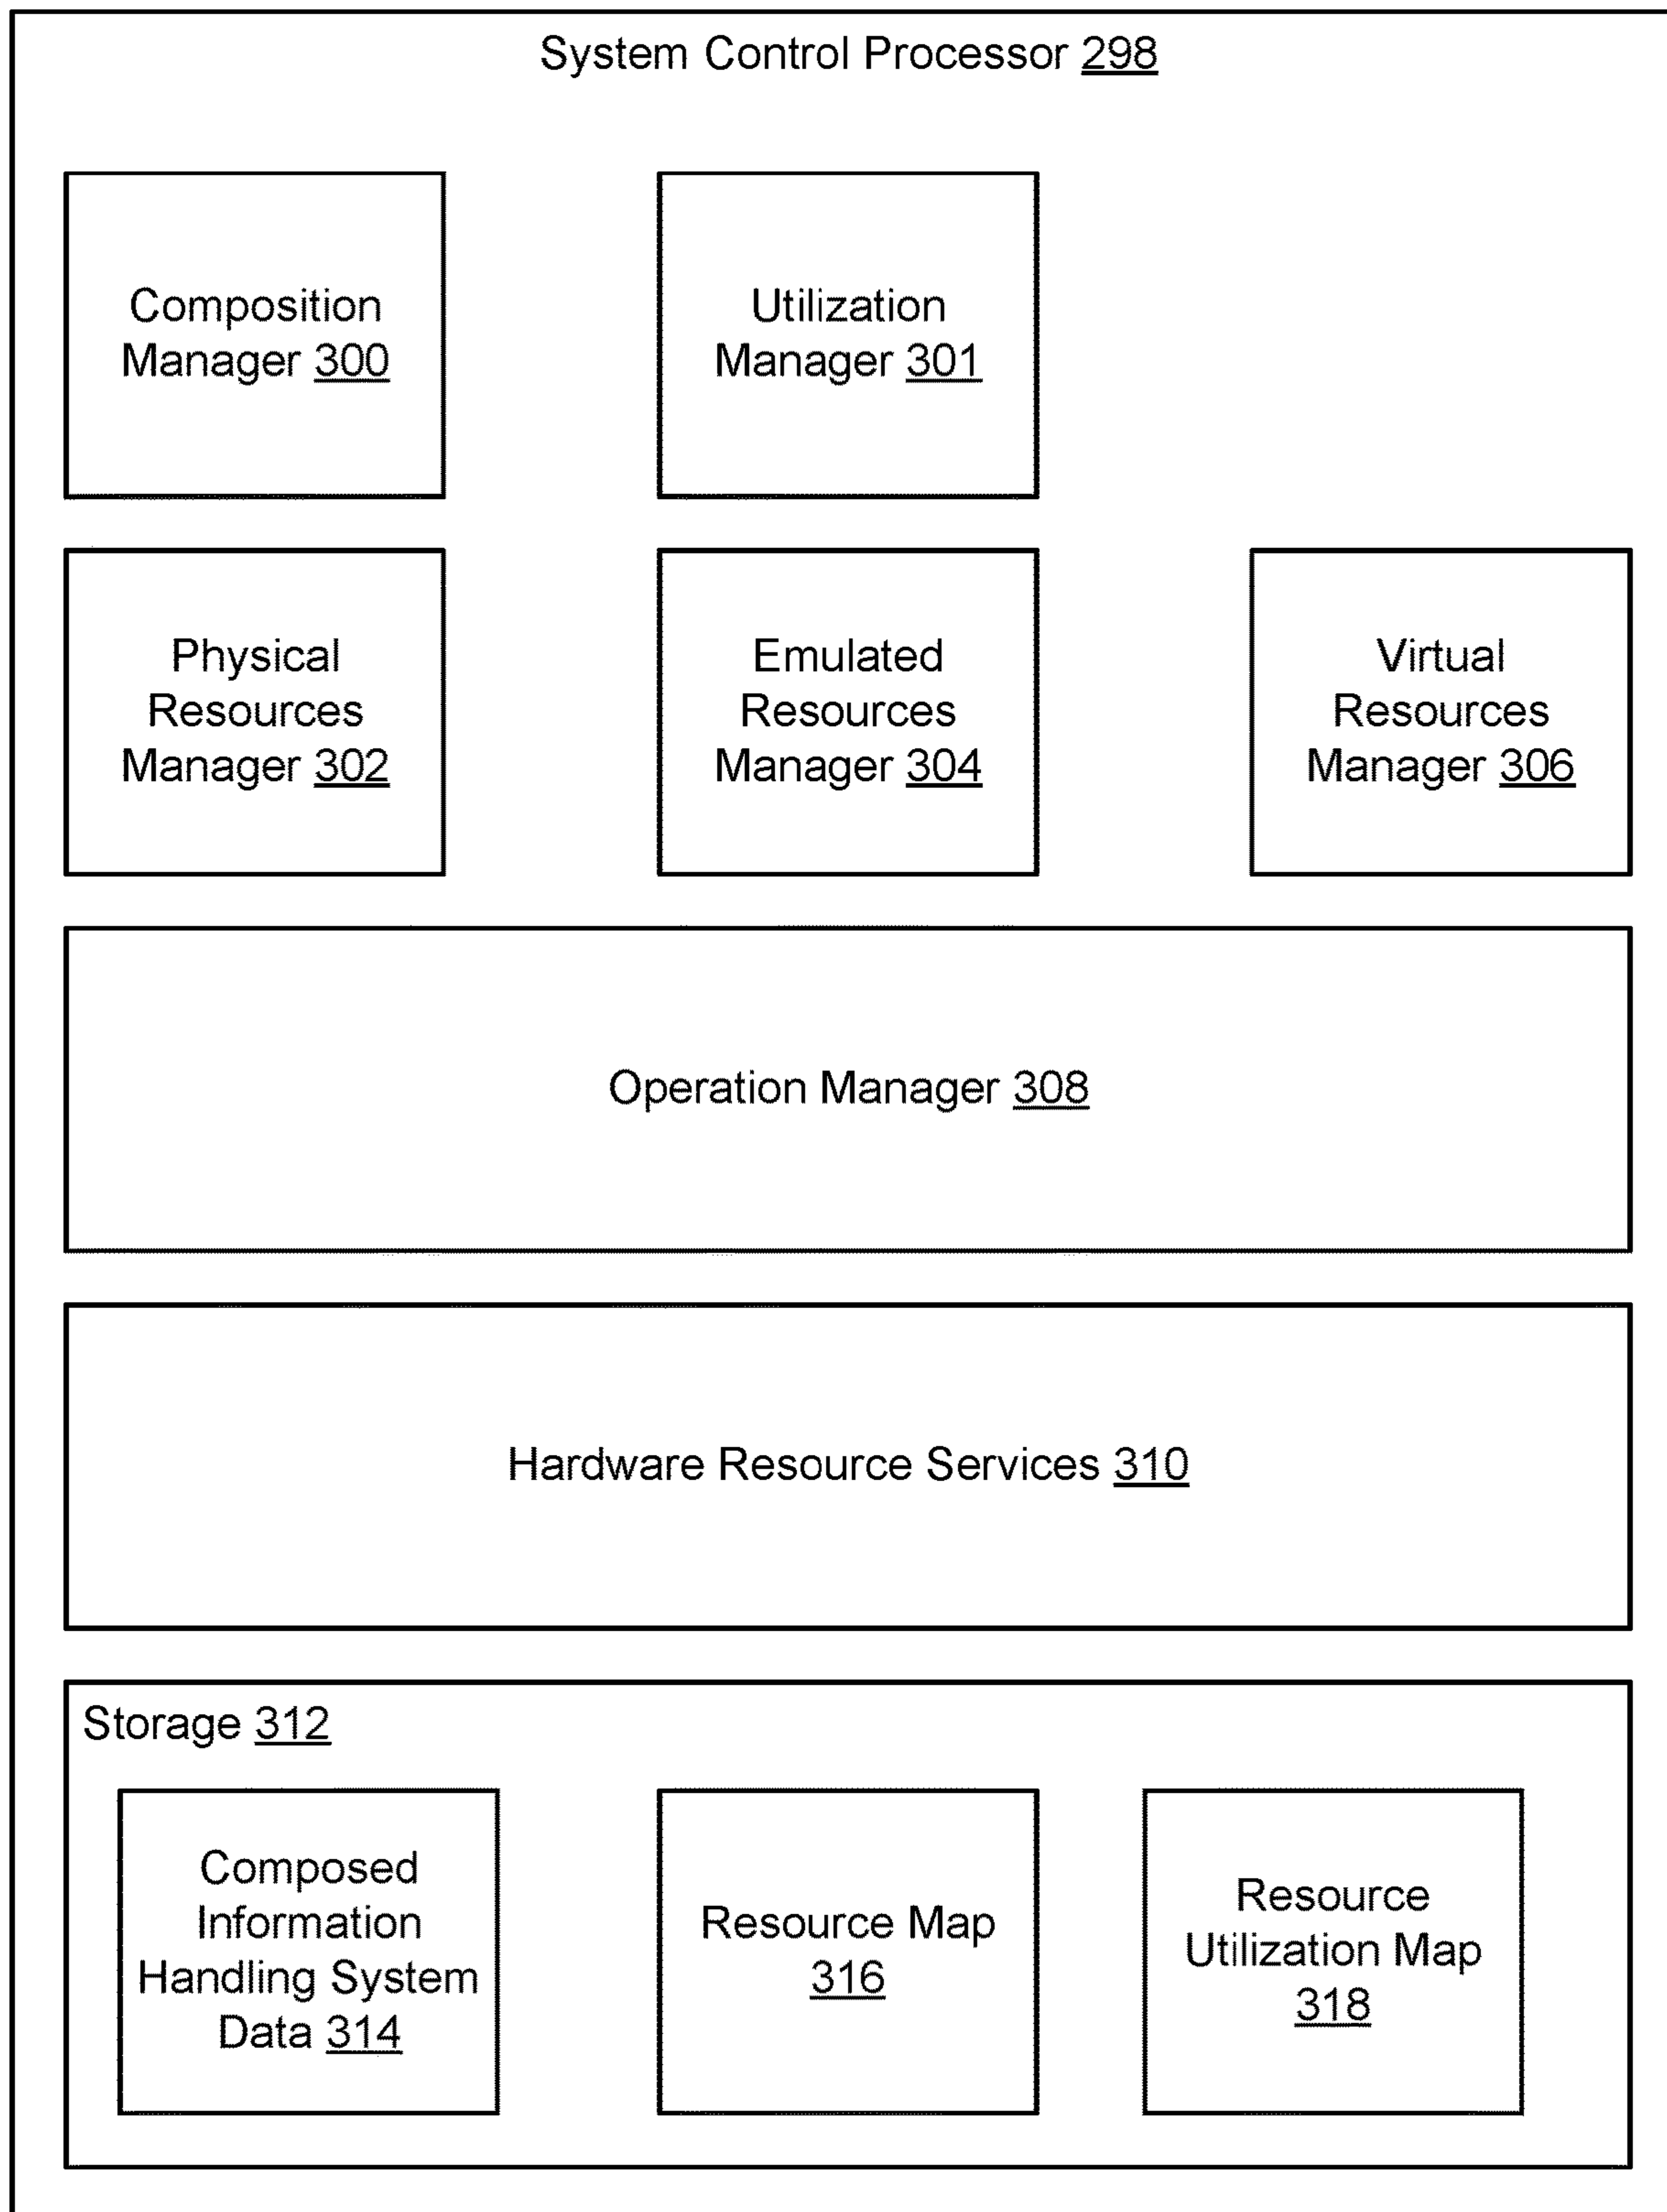 System Control Processor 298
Composition
Manager 300
Utilization
Manager 301
Physical
Resources
Manager 302
Emulated
Resources
Manager 304
Virtual
Resources
Manager 306
Operation Manager 308
Hardware Resource Services 310
Storage 312
Composed
Information
Handling System
Data 314
Resource Map
316
Resource
Utilization Map
318